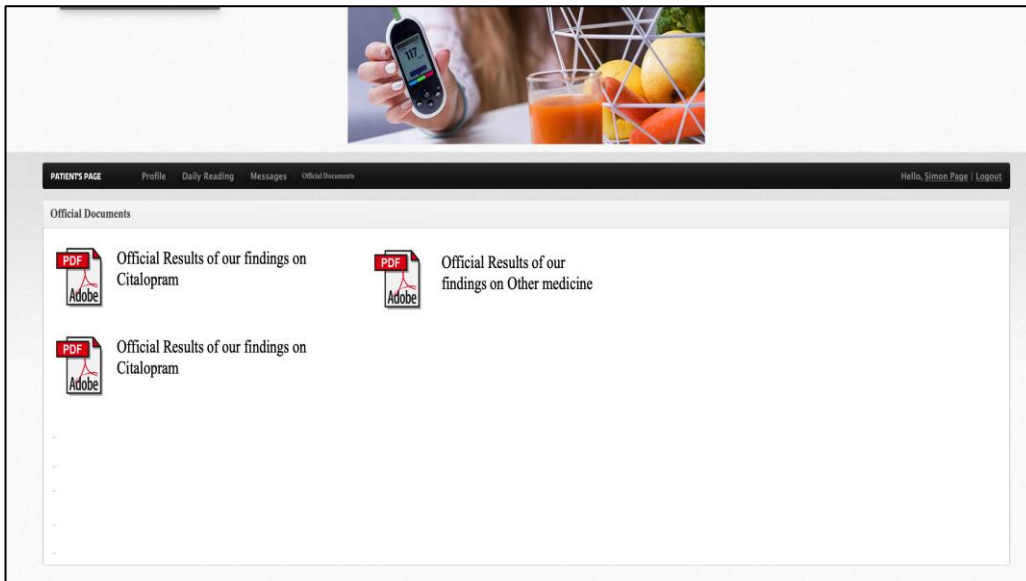 117
PATIENT'S PAGE Profile Daily Reading Messages Official Documents Hello, Simon Page | Logout
Official Documents
PDF
Adobe
Official Results of our findings on
Citalopram
PDF
Adobe
Official Results of our
findings on Other medicine
PDF
Adobe
Official Results of our findings on
Citalopram